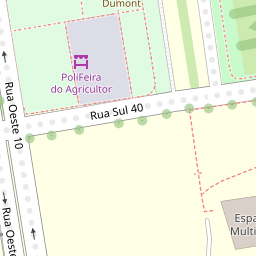 Dumont
PoliFeira
do Agricultor
Rua Sul 40
Rua Oeste 10
Rua Oeste
Espa
Multi